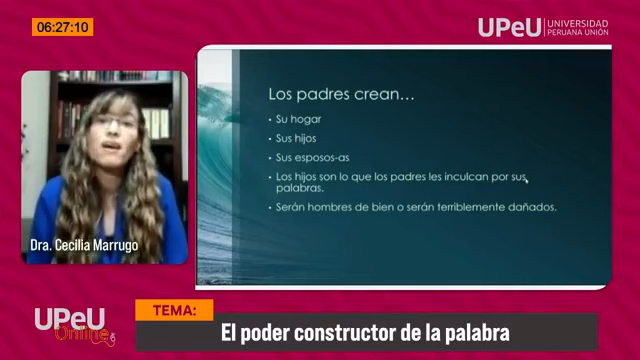 06:27:10
UPeU UNIVERSIDAD
PERUANA UNIÓN
Los padres crean...
• Su hogar
• Sus hijos
• Sus esposos-as
• Los hijos son lo que los padres les inculcan por sus
palabras.
• Serán hombres de bien o serán terriblemente dañados.
Dra. Cecilia Marrugo
UPeU
Online
TEMA:
El poder constructor de la palabra